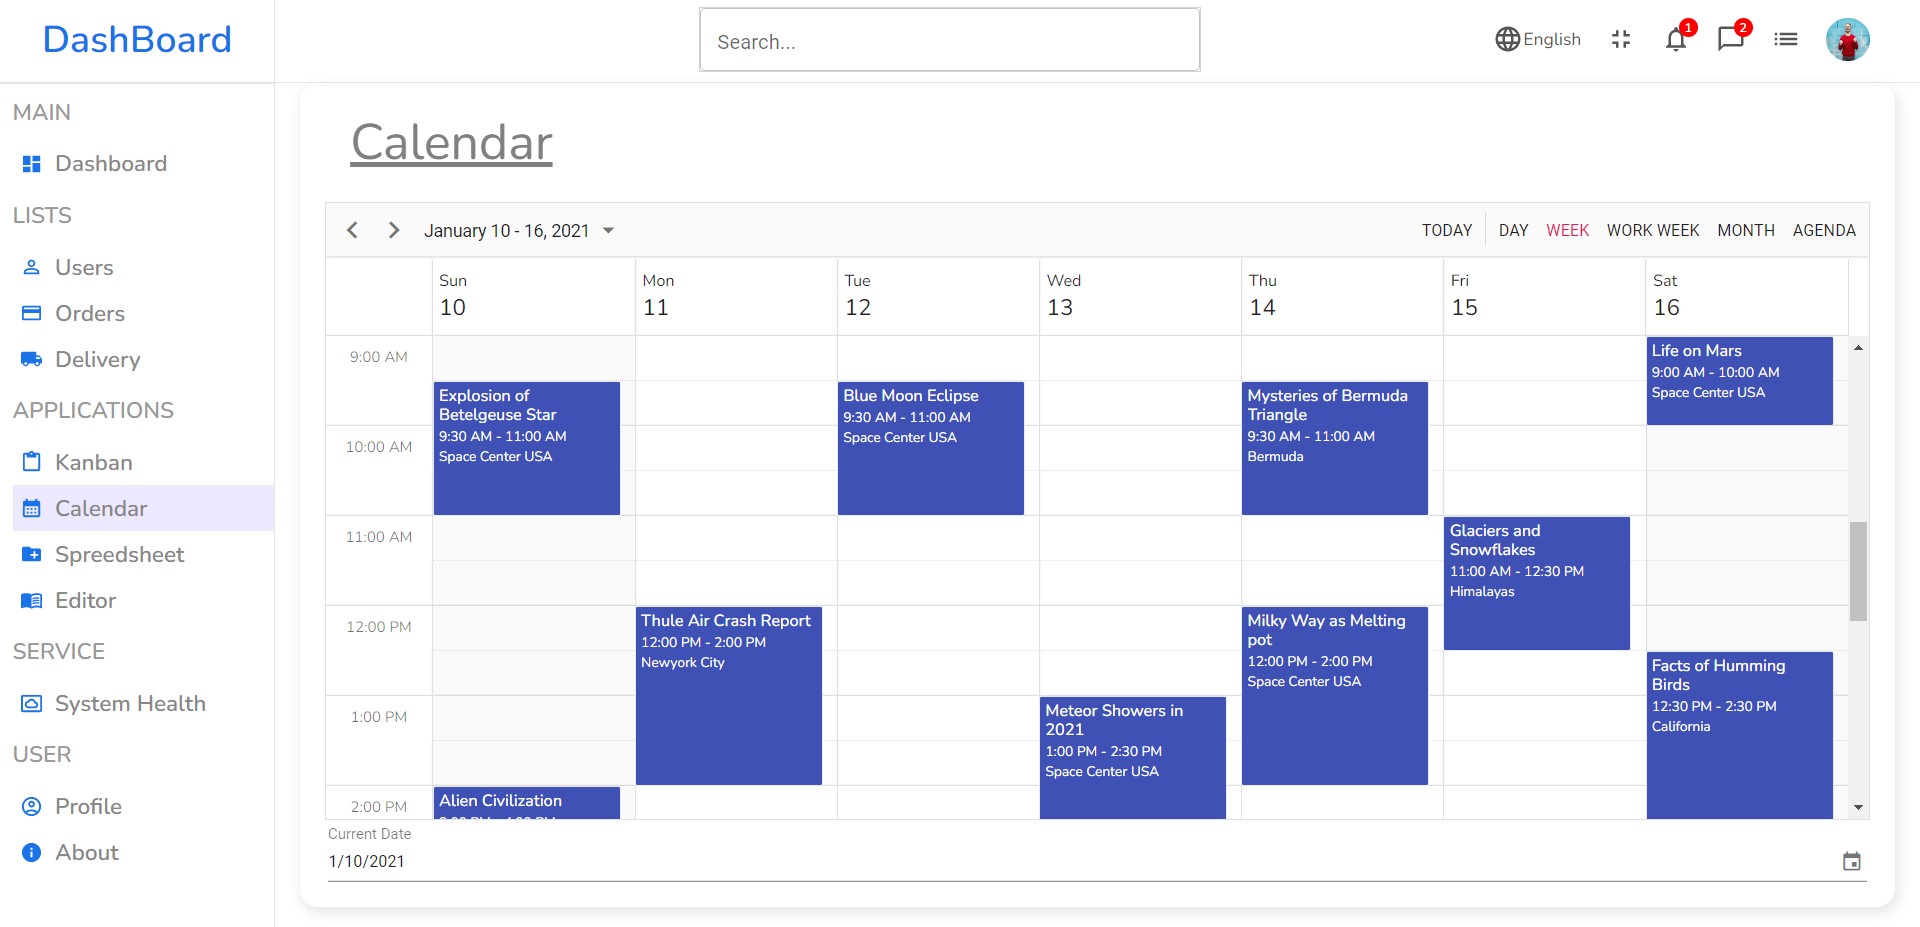 DashBoard
Search...
English
1
2
MAIN
Dashboard
LISTS
Users
Orders
Delivery
APPLICATIONS
Kanban
Calendar
Spreedsheet
Editor
SERVICE
System Health
USER
Profile
About
Calendar
January 10 - 16, 2021
TODAY
DAY
WEEK
WORK WEEK
MONTH
AGENDA
Sun
10
Mon
11
Tue
12
Wed
13
Thu
14
Fri
15
Sat
16
9:00 AM
10:00 AM
11:00 AM
12:00 PM
1:00 PM
2:00 PM
Explosion of
Betelgeuse Star
9:30 AM - 11:00 AM
Space Center USA
Alien Civilization
Thule Air Crash Report
12:00 PM - 2:00 PM
Newyork City
Blue Moon Eclipse
9:30 AM - 11:00 AM
Space Center USA
Meteor Showers in
2021
1:00 PM - 2:30 PM
Space Center USA
Mysteries of Bermuda
Triangle
9:30 AM - 11:00 AM
Bermuda
Milky Way as Melting
pot
12:00 PM - 2:00 PM
Space Center USA
Glaciers and
Snowflakes
11:00 AM - 12:30 PM
Himalayas
Life on Mars
9:00 AM - 10:00 AM
Space Center USA
Facts of Humming
Birds
12:30 PM - 2:30 PM
California
Current Date
1/10/2021